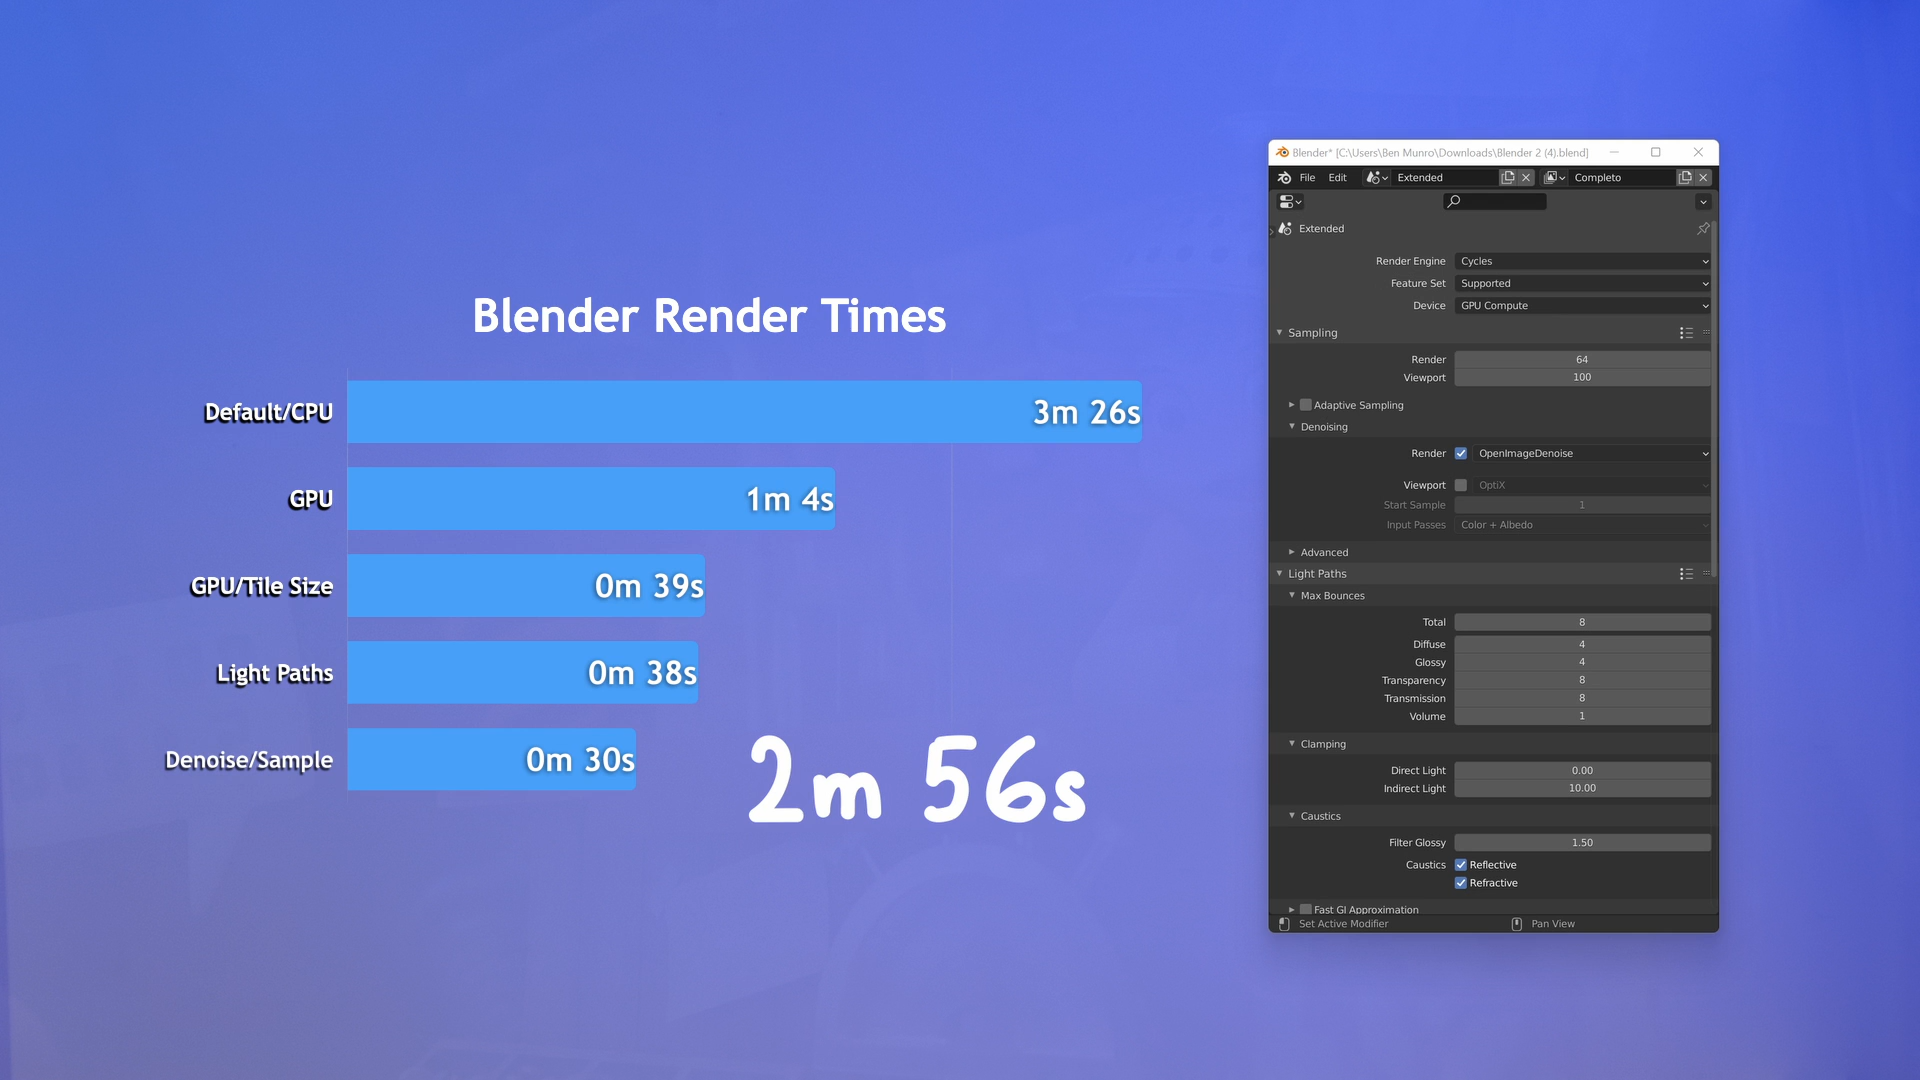 Blender Render Times
Default/CPU 3m 26s
GPU 1m 4s
GPU/Tile Size 0m 39s
Light Paths 0m 38s
Denoise/Sample 0m 30s
2m 56s
Blender* [C:\Users\Ben Munro\Downloads\Blender 2 (4).blend]
File Edit Extended Completo
Extended
Render Engine Cycles
Feature Set Supported
Device GPU Compute
Sampling
Render 64
Viewport 100
Adaptive Sampling
Denoising
Render OpenImageDenoise
Viewport OptiX
Start Sample 1
Input Passes Color + Albedo
Advanced
Light Paths
Max Bounces
Total 8
Diffuse 4
Glossy 4
Transparency 8
Transmission 8
Volume 1
Clamping
Direct Light 0.00
Indirect Light 10.00
Caustics
Filter Glossy 1.50
Caustics Reflective
Refractive
Fast GI Approximation
Set Active Modifier Pan View